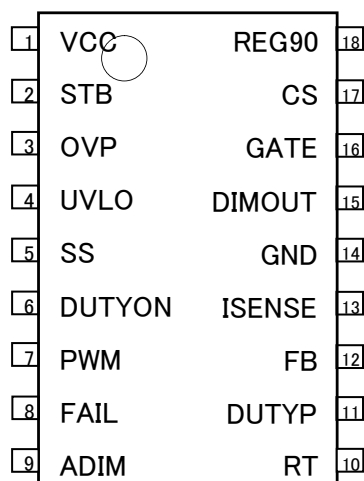 1 VCC REG90 18
2 STB CS 17
3 OVP GATE 16
4 UVLO DIMOUT 15
5 SS GND 14
6 DUTYON ISENSE 13
7 PWM FB 12
8 FAIL DUTYP 11
9 ADIM RT 10